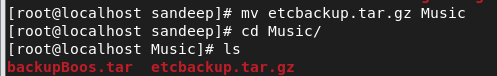 [root@localhost sandeep]# mv etcbackup.tar.gz Music
[root@localhost sandeep]# cd Music/
[root@localhost Music]# ls
backupBoos.tar  etcbackup.tar.gz